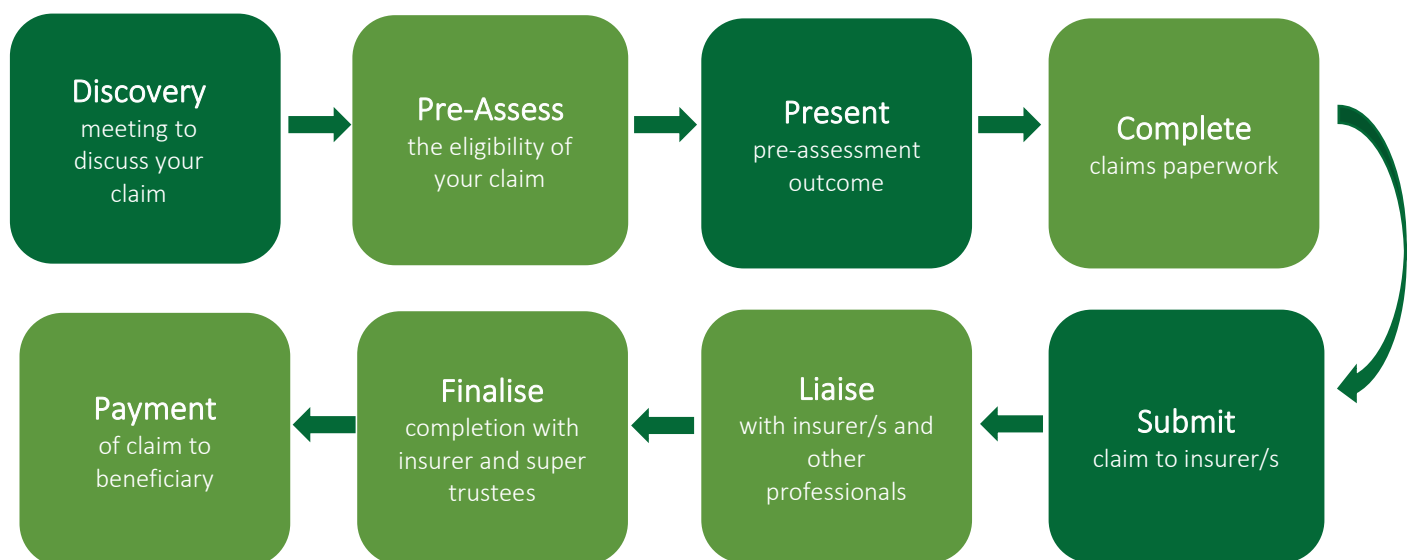 Discovery
meeting to
discuss your
claim
Pre-Assess
the eligibility of
your claim
Present
pre-assessment
outcome
Complete
claims paperwork
Submit
claim to insurer/s
Liaise
with insurer/s and
other
professionals
Finalise
completion with
insurer and super
trustees
Payment
of claim to
beneficiary